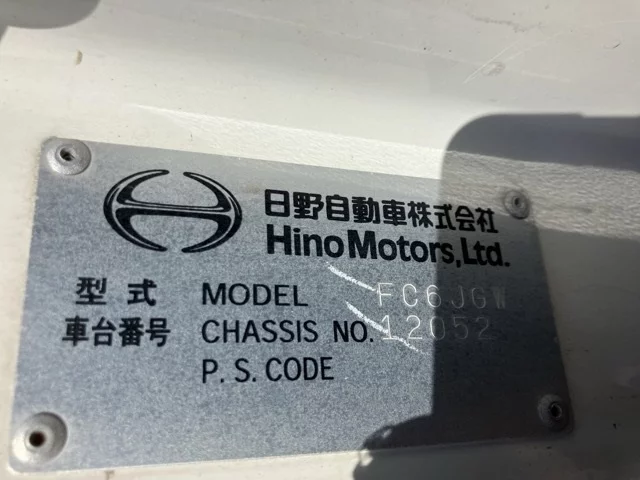 日野自動車株式会社
Hino Motors, Ltd.
型式 MODEL FC6JGW
車台番号 CHASSIS NO. 12052
P. S. CODE